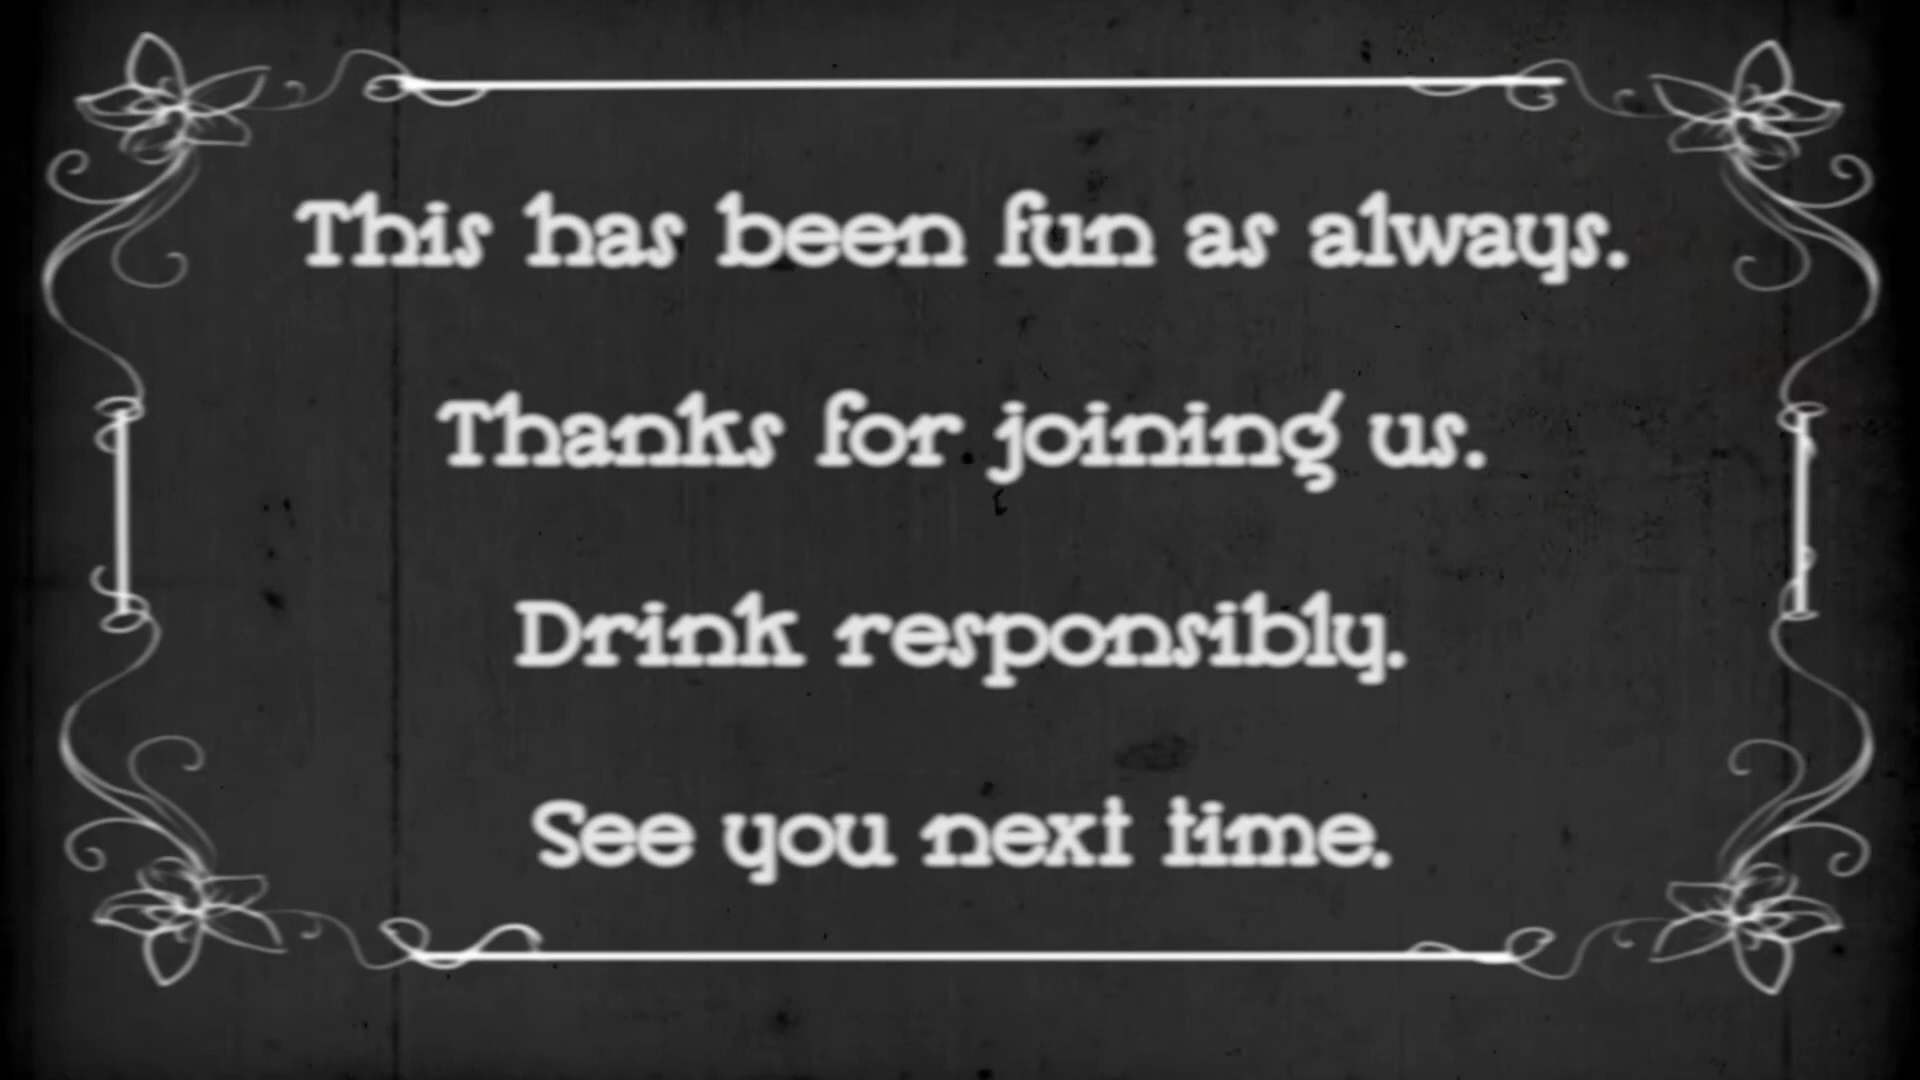 This has been fun as always.
Thanks for joining us.
Drink responsibly.
See you next time.